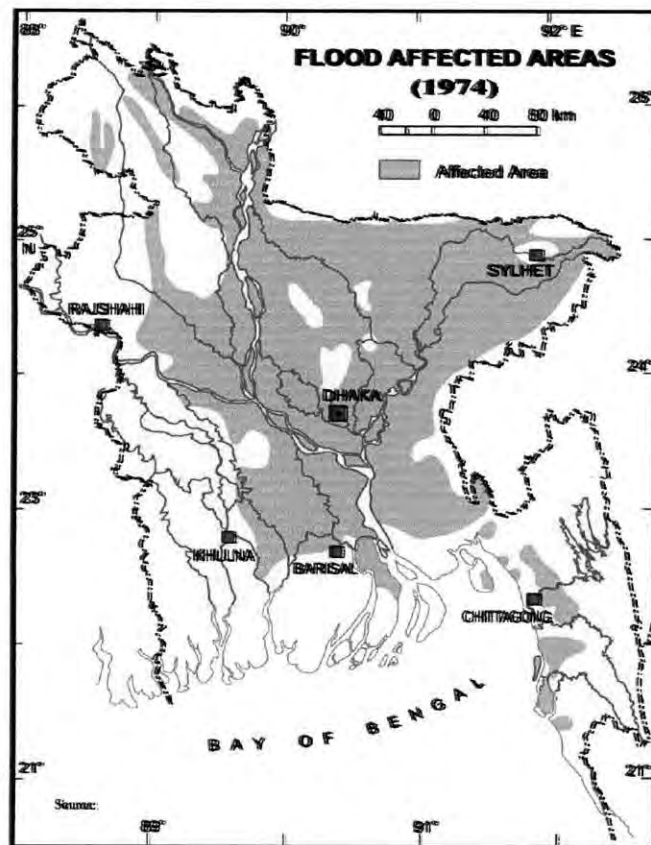 88° 90° 92° E
FLOOD AFFECTED AREAS
(1974)
40 0 40 80 km
Affected Area
25° N
SYLHET
RAJSHAHI
24°
DHAKA
23°
KHULNA
BARISAL
CHITTAGONG
BAY OF BENGAL
21° 21°
Source:
89° 91°